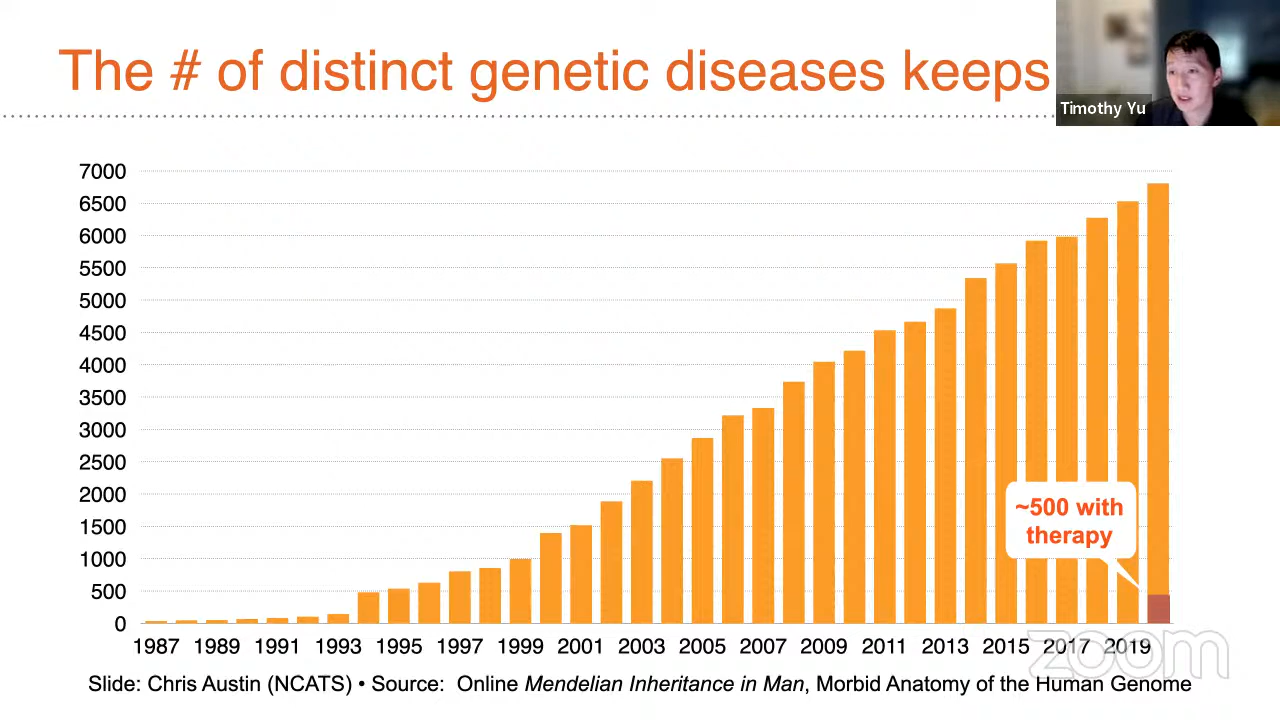 The # of distinct genetic diseases keeps
Timothy Yu
7000
6500
6000
5500
5000
4500
4000
3500
3000
2500
2000
1500
1000
500
0
~500 with
therapy
1987 1989 1991 1993 1995 1997 1999 2001 2003 2005 2007 2009 2011 2013 2015 2017 2019
zoom
Slide: Chris Austin (NCATS) • Source: Online Mendelian Inheritance in Man, Morbid Anatomy of the Human Genome